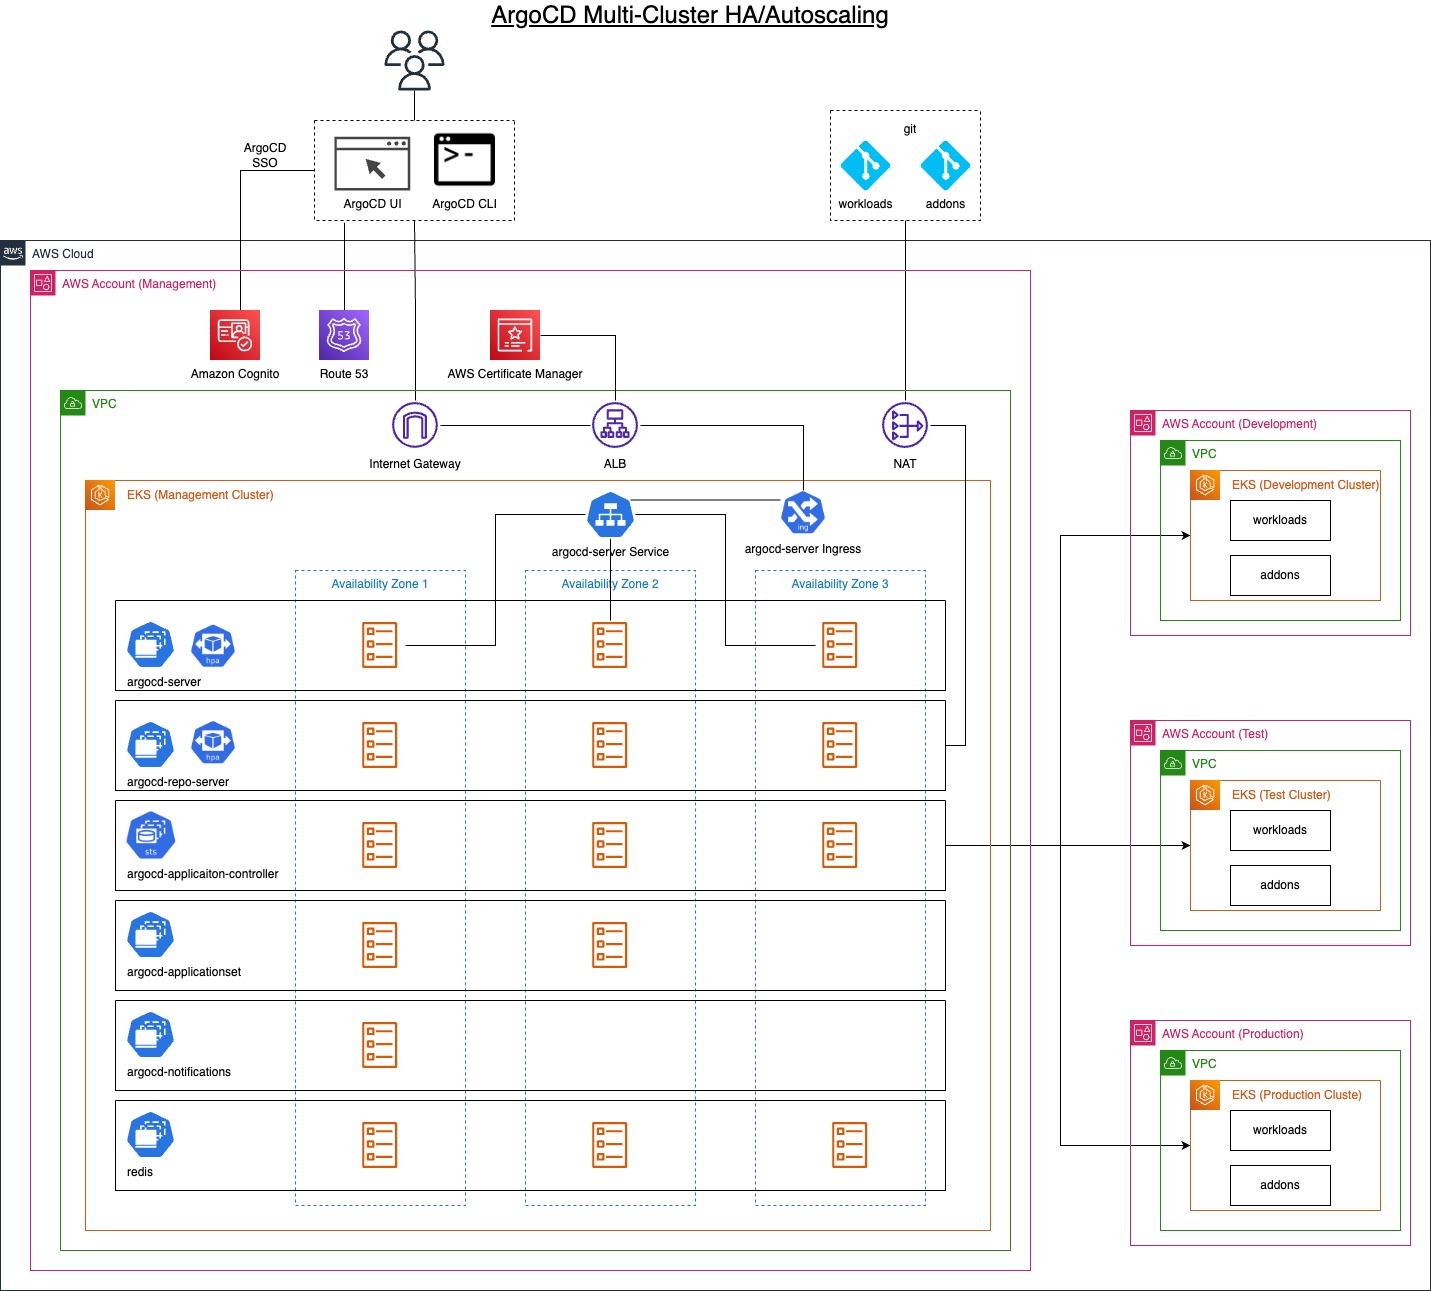 ArgoCD Multi-Cluster HA/Autoscaling
ArgoCD
SSO
>-
ArgoCD UI
ArgoCD CLI
git
workloads
addons
aws
AWS Cloud
AWS Account (Management)
53
Amazon Cognito
Route 53
AWS Certificate Manager
VPC
Internet Gateway
ALB
NAT
EKS (Management Cluster)
ing
argocd-server Service
argocd-server Ingress
Availability Zone 1
Availability Zone 2
Availability Zone 3
hpa
argocd-server
hpa
argocd-repo-server
sts
argocd-applicaiton-controller
argocd-applicationset
argocd-notifications
redis
AWS Account (Development)
VPC
K
EKS (Development Cluster)
workloads
addons
AWS Account (Test)
VPC
K
EKS (Test Cluster)
workloads
addons
AWS Account (Production)
VPC
K
EKS (Production Cluste)
workloads
addons